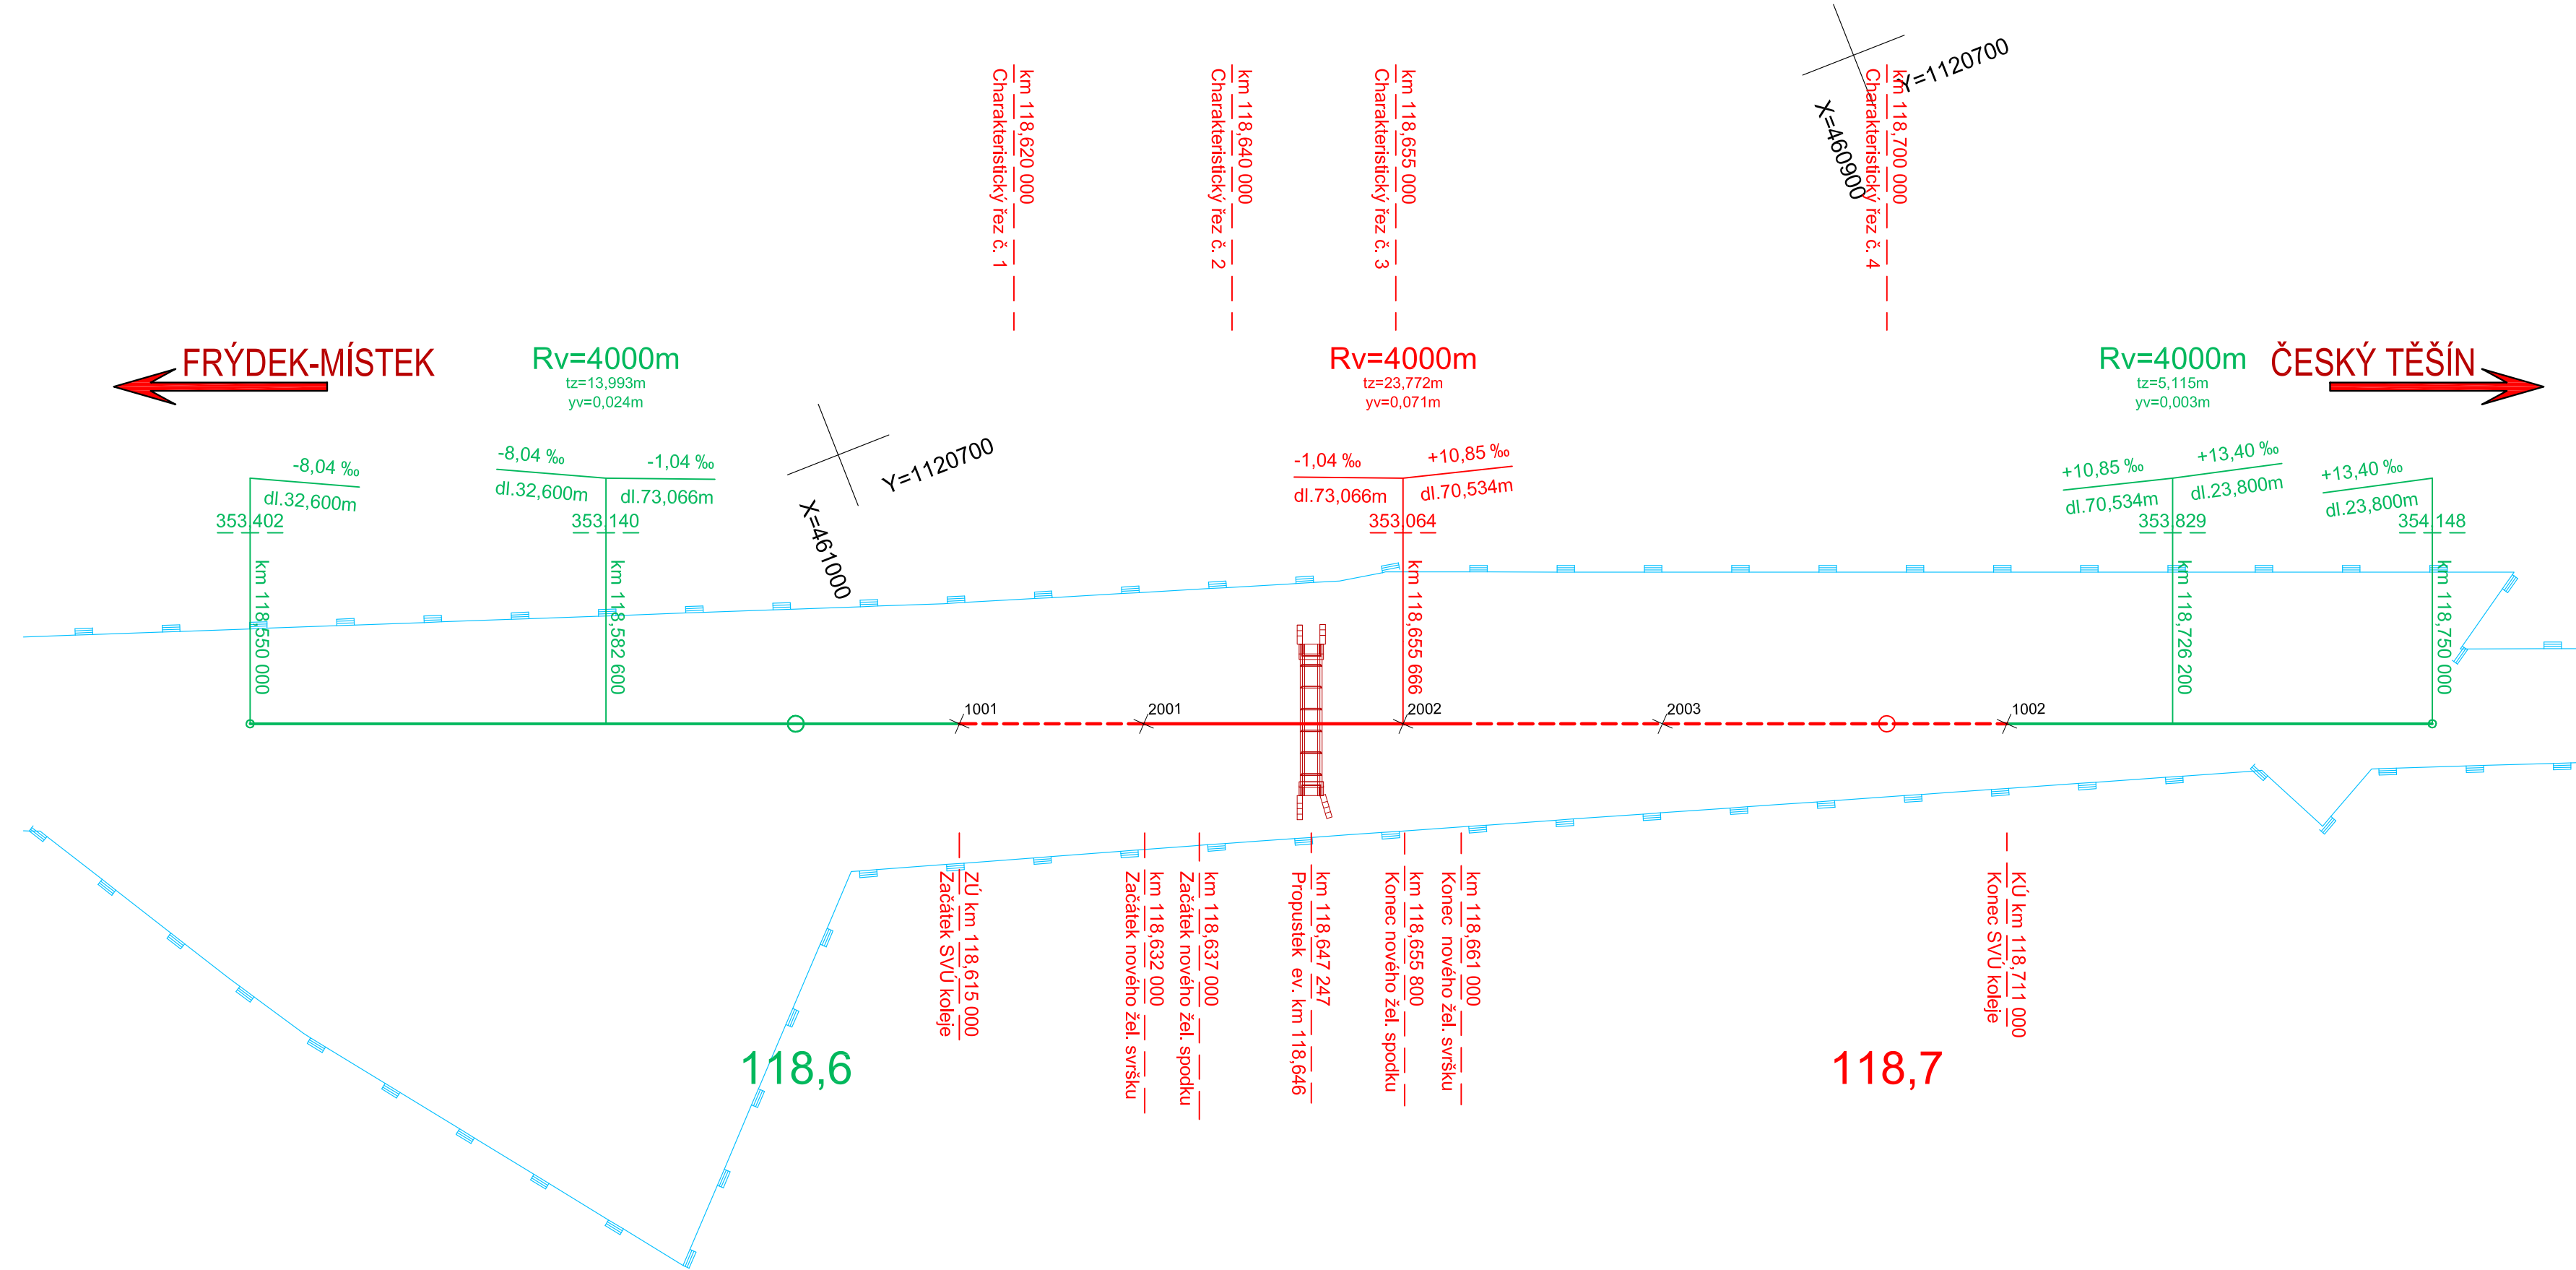 km 118,620 000
Charakteristický řez č. 1
km 118,640 000
Charakteristický řez č. 2
km 118,655 000
Charakteristický řez č. 3
km 118,700 000
Charakteristický řez č. 4
Y=1120700
X=460900
FRÝDEK-MÍSTEK
Rv=4000m
tz=13,993m
yv=0,024m
Rv=4000m
tz=23,772m
yv=0,071m
Rv=4000m
tz=5,115m
yv=0,003m
ČESKÝ TĚŠÍN
Y=1120700
X=461000
-8,04 ‰
dl.32,600m
353,402
km 118,550 000
-8,04 ‰
dl.32,600m
-1,04 ‰
dl.73,066m
353,140
km 118,582 600
-1,04 ‰
dl.73,066m
+10,85 ‰
dl.70,534m
353,064
km 118,655 666
+10,85 ‰
dl.70,534m
+13,40 ‰
dl.23,800m
353,829
km 118,726 200
+13,40 ‰
dl.23,800m
354,148
km 118,750 000
1001
2001
2002
2003
1002
ZÚ km 118,615 000
Začátek SVÚ koleje
km 118,632 000
Začátek nového žel. svršku
km 118,637 000
Začátek nového žel. spodku
km 118,647 247
Propustek ev. km 118,646
km 118,655 800
Konec nového žel. spodku
km 118,661 000
Konec nového žel. svršku
KÚ km 118,711 000
Konec SVÚ koleje
118,6
118,7